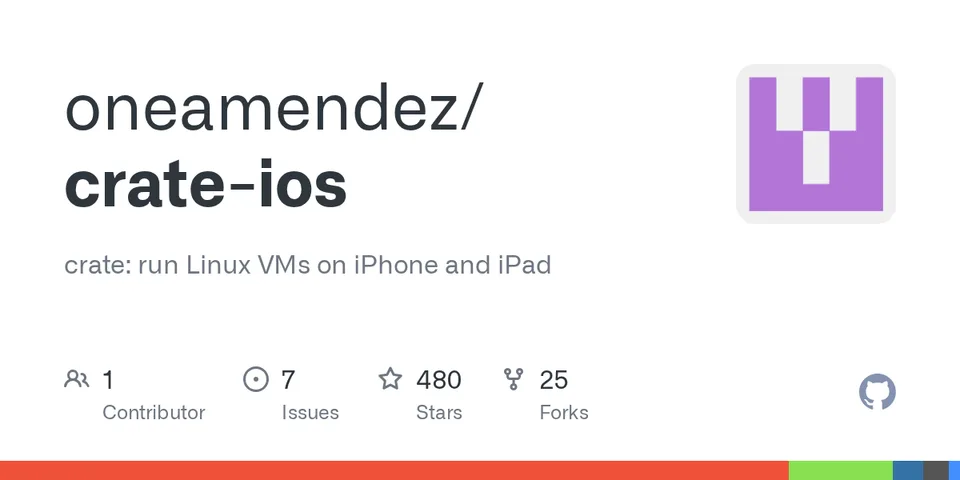 oneamendez/
crate-ios
crate: run Linux VMs on iPhone and iPad
1 7 480 25
Contributor Issues Stars Forks